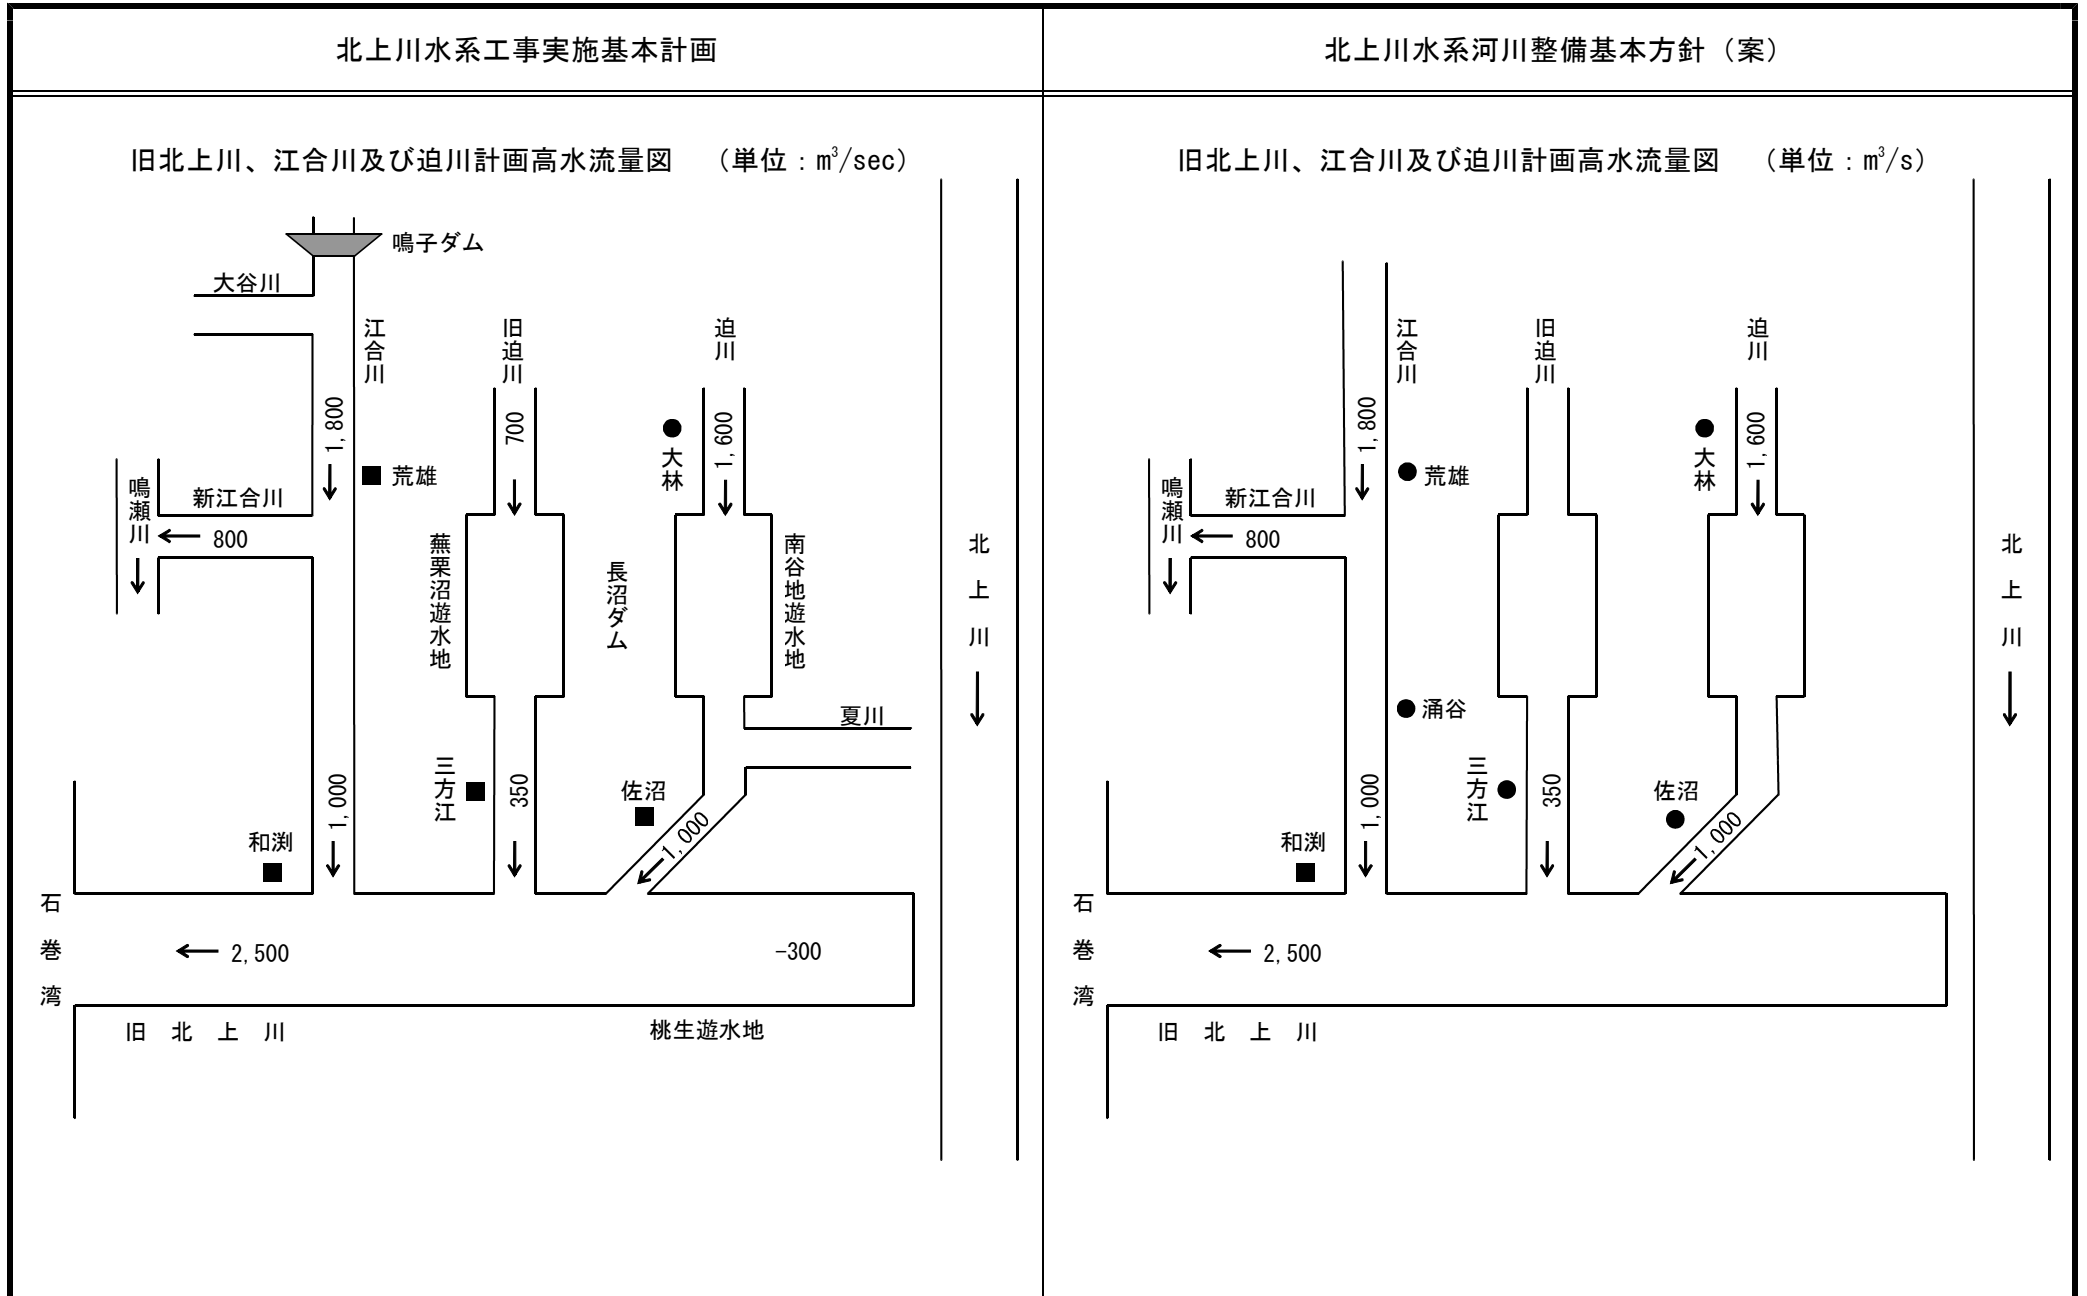 北上川水系工事実施基本計画
旧北上川、江合川及び迫川計画高水流量図 （単位：m³/sec）
鳴子ダム
大谷川
江合川
旧迫川
迫川
1,800
700
1,600
大林
荒雄
鳴瀬川
新江合川
800
蕪栗沼遊水地
長沼ダム
南谷地遊水地
北上川
夏川
1,000
三方江
350
佐沼
1,000
和渕
石巻湾
2,500
-300
旧北上川
桃生遊水地
北上川水系河川整備基本方針（案）
旧北上川、江合川及び迫川計画高水流量図 （単位：m³/s）
江合川
旧迫川
迫川
1,800
1,600
大林
荒雄
鳴瀬川
新江合川
800
北上川
涌谷
1,000
三方江
350
佐沼
1,000
和渕
石巻湾
2,500
旧北上川